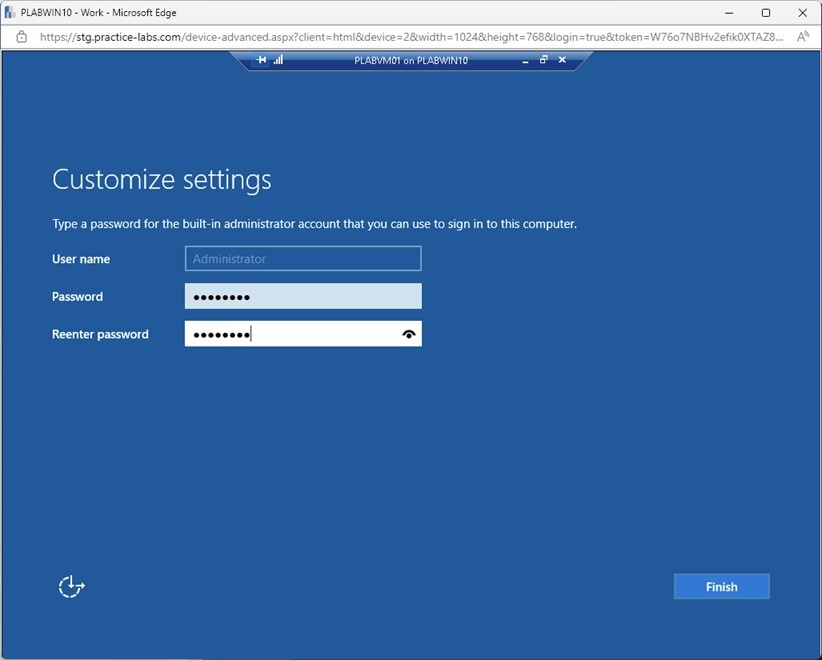 PLABWIN10 - Work - Microsoft Edge
https://stg.practice-labs.com/device-advanced.aspx?client=html&device=2&width=1024&height=768&login=true&token=W76o7NBHv2efik0XTAZ8...
PLABVM01 on PLABWIN10
Customize settings
Type a password for the built-in administrator account that you can use to sign in to this computer.
User name
Administrator
Password
••••••••
Reenter password
••••••••
Finish